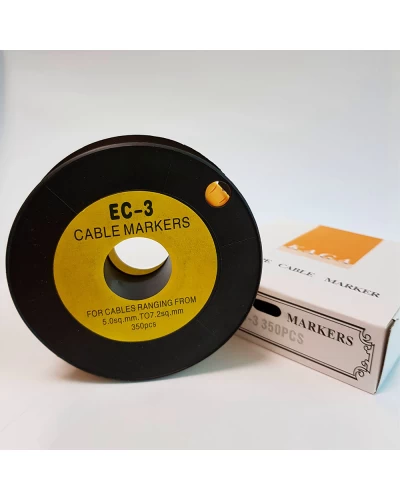 EC-3
CABLE MARKERS
FOR CABLES RANGING FROM
5.0sq.mm.TO7.2sq.mm
350pcs
CABLE MARKER
-3 350PCS
MARKERS